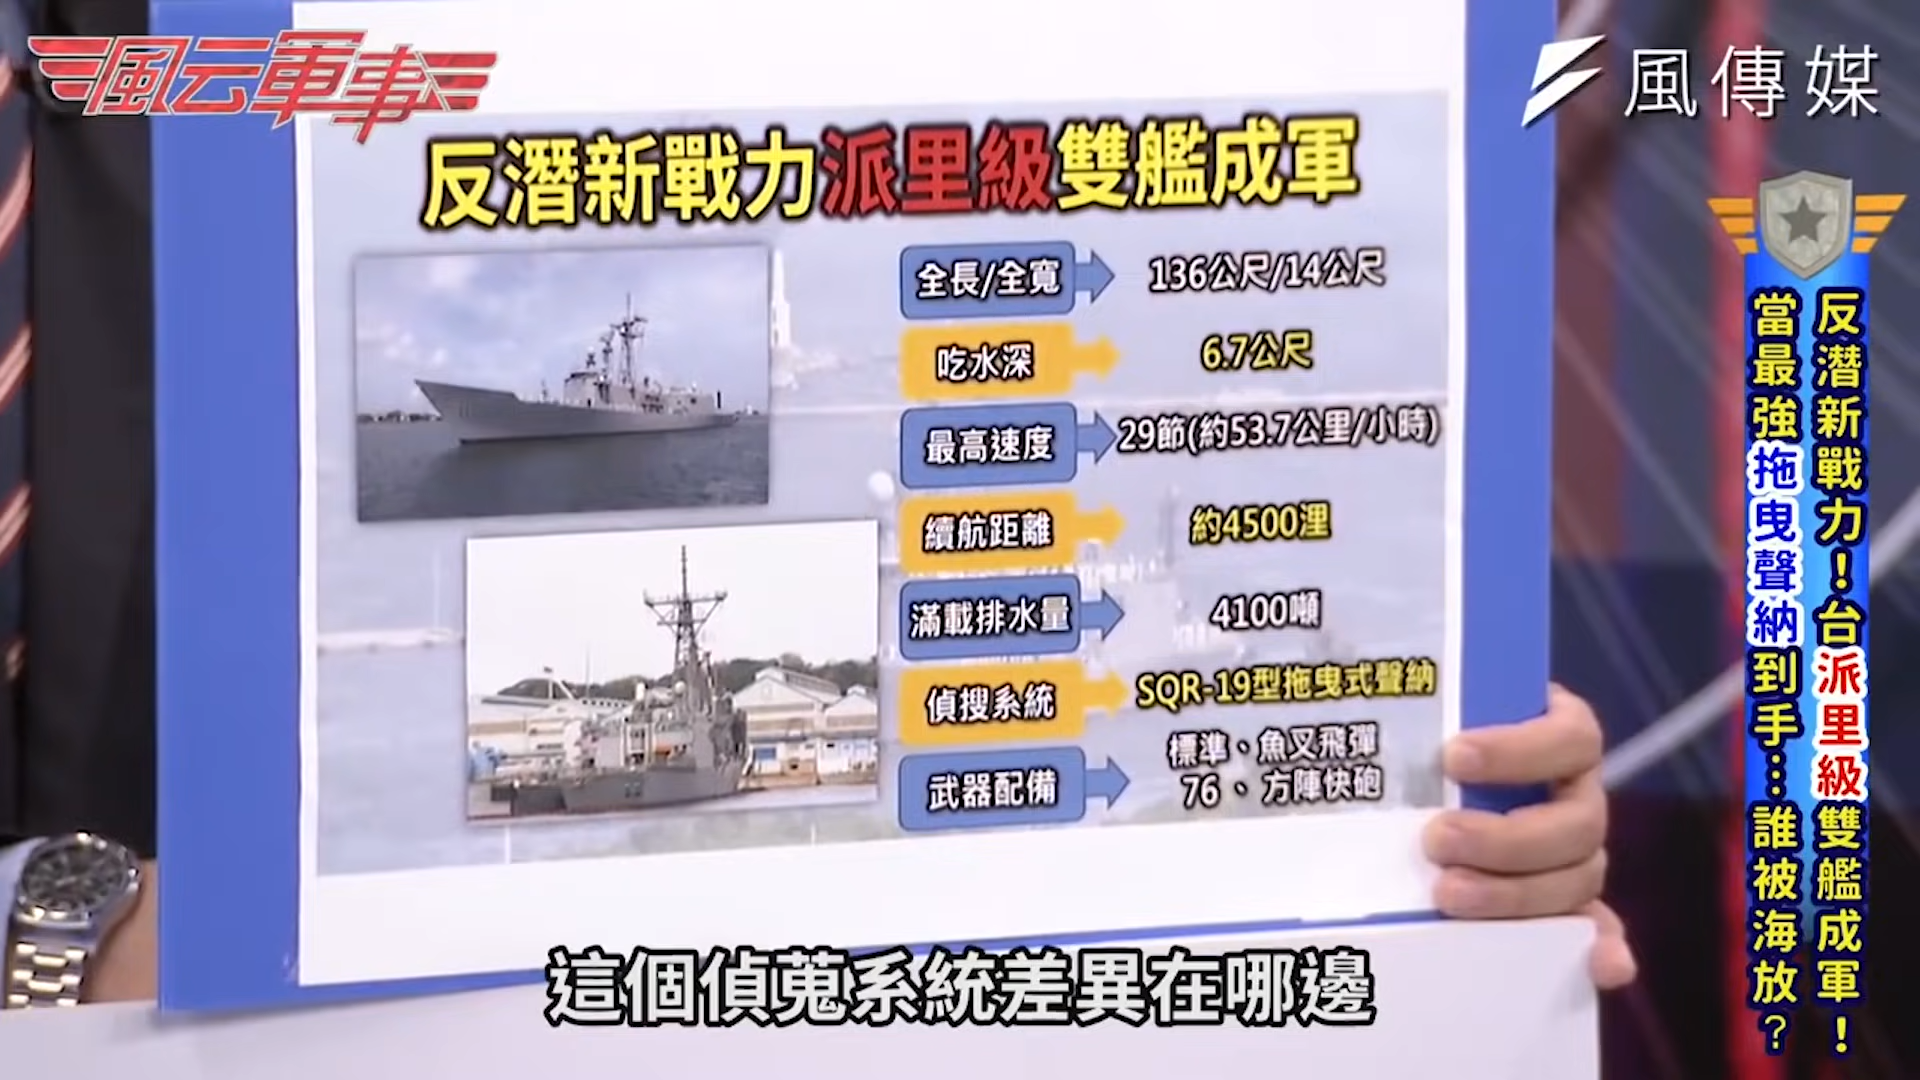 風云軍事
風傳媒
反潛新戰力派里級雙艦成軍
全長/全寬 136公尺/14公尺
吃水深 6.7公尺
最高速度 29節(約53.7公里/小時)
續航距離 約4500浬
滿載排水量 4100噸
偵搜系統 SQR-19型拖曳式聲納
武器配備 標準、魚叉飛彈
76、方陣快砲
反潛新戰力！台派里級雙艦成軍！
當最強拖曳聲納到手…誰被海放？
這個偵蒐系統差異在哪邊